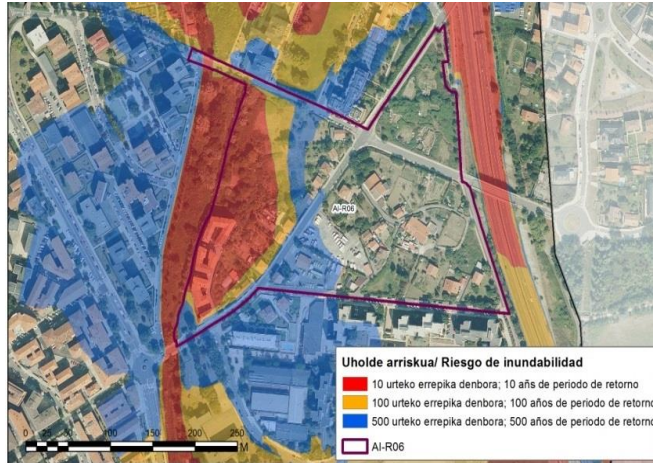 AI-R06
Uholde arriskua/ Riesgo de inundabilidad
10 urteko errepika denbora; 10 años de periodo de retorno
100 urteko errepika denbora; 100 años de periodo de retorno
500 urteko errepika denbora; 500 años de periodo de retorno
AI-R06
0 25 50 100 150 200 250
M